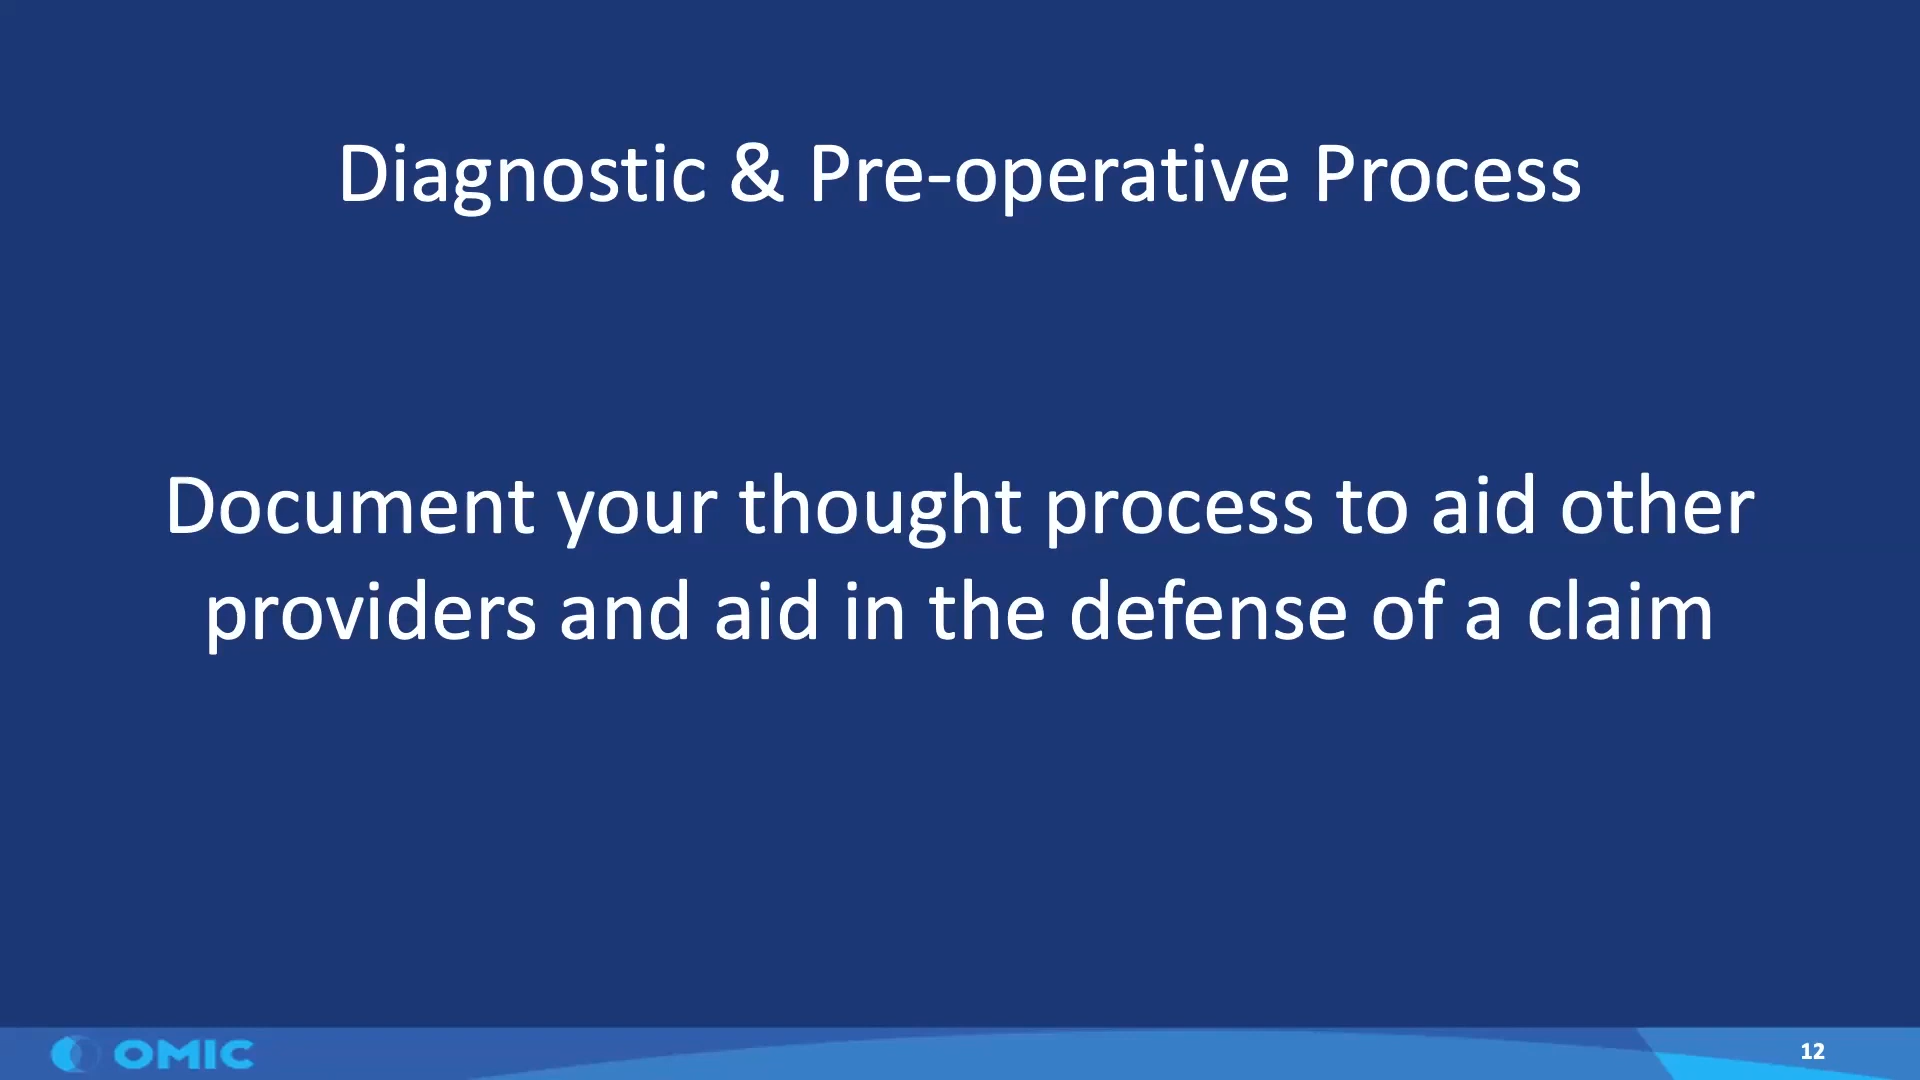 Diagnostic & Pre-operative Process
Document your thought process to aid other
providers and aid in the defense of a claim
OMIC
12